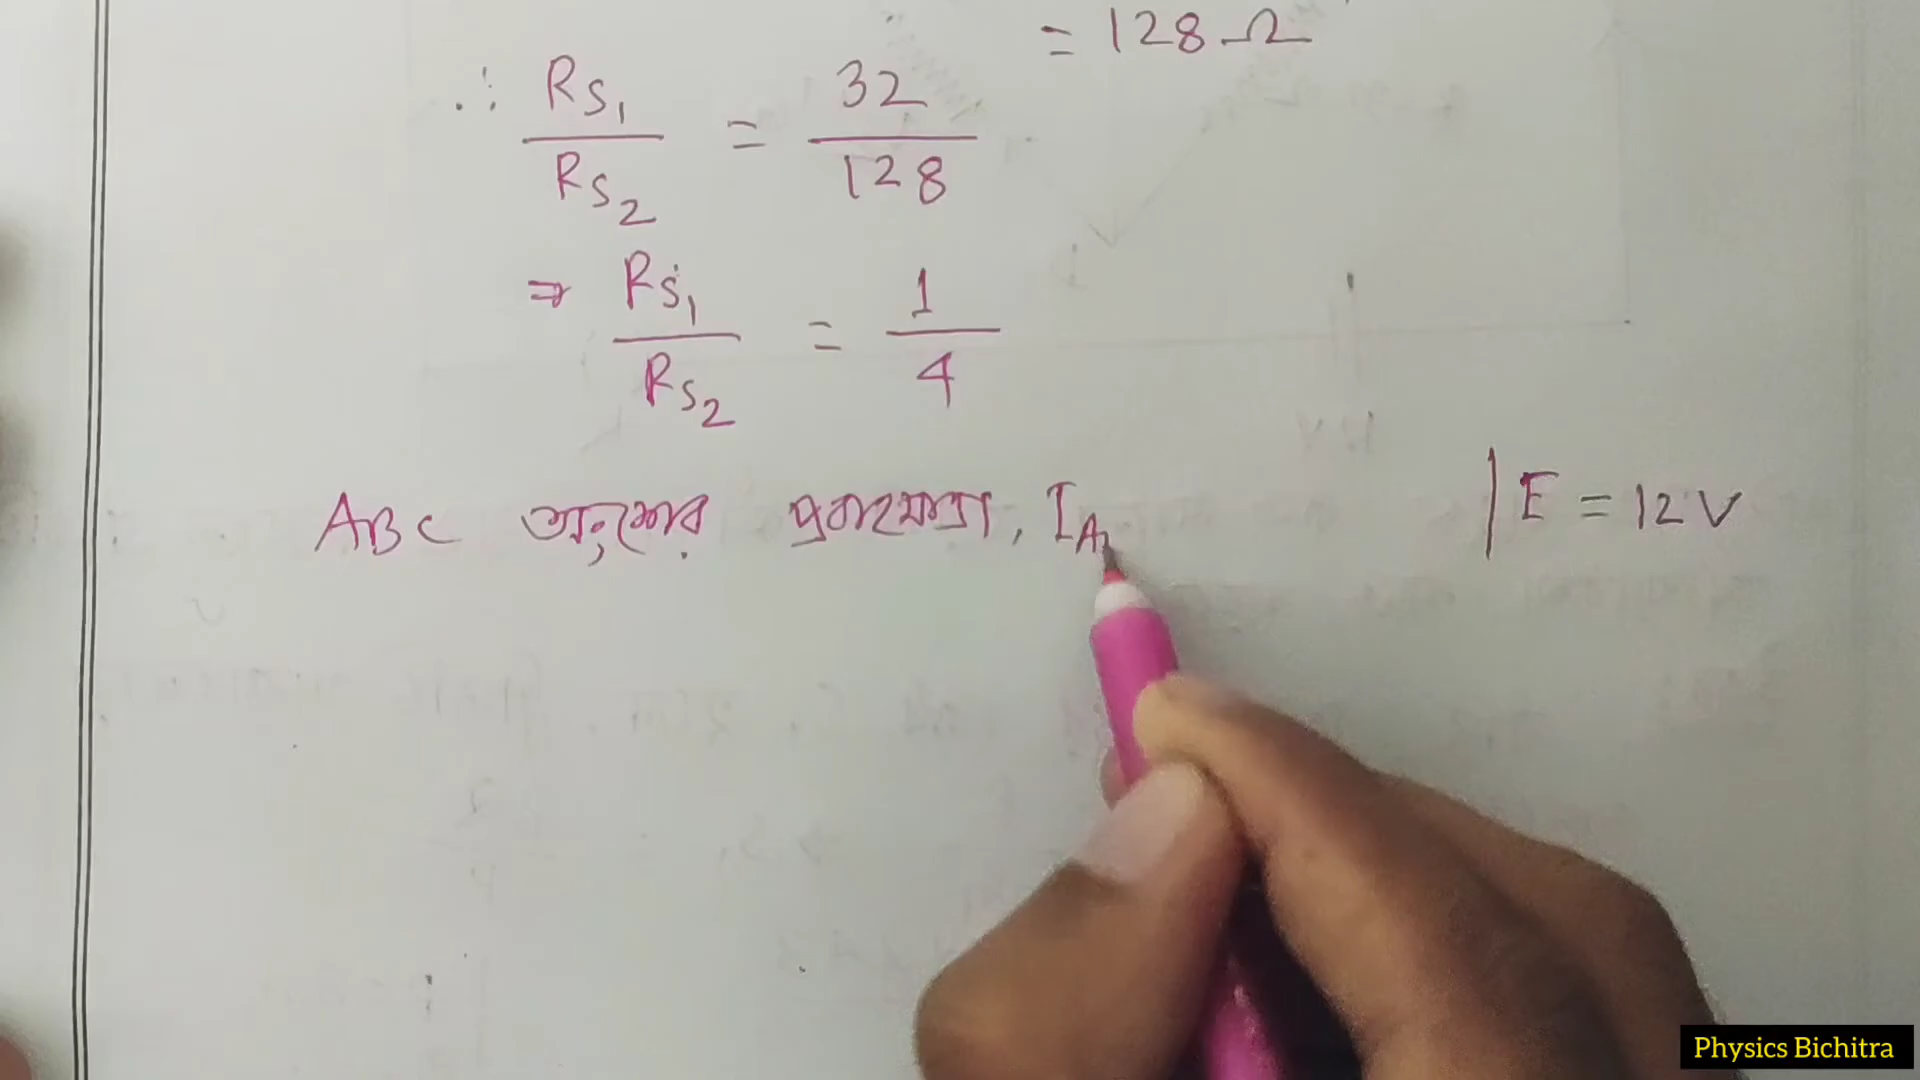 = 128 Ω
∴ RS₁/RS₂ = 32/128
⇒ RS₁/RS₂ = 1/4
ABC অংশের প্রবাহমাত্রা, I_A | E = 12 V
Physics Bichitra